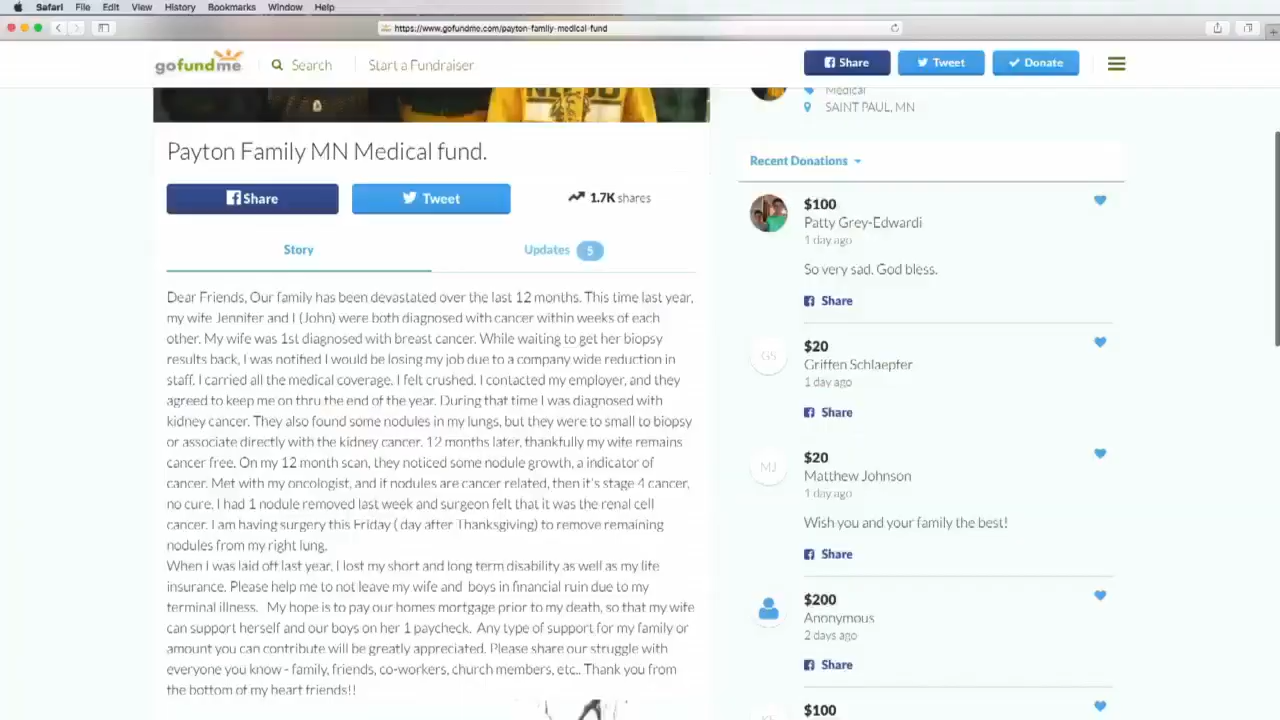 Safari File Edit View History Bookmarks Window Help
https://www.gofundme.com/payton-family-medical-fund
gofundme Search Start a Fundraiser Share Tweet Donate
Medical
SAINT PAUL, MN
Payton Family MN Medical fund.
Share Tweet 1.7K shares
Story Updates 5
Dear Friends, Our family has been devastated over the last 12 months. This time last year,
my wife Jennifer and I (John) were both diagnosed with cancer within weeks of each
other. My wife was 1st diagnosed with breast cancer. While waiting to get her biopsy
results back, I was notified I would be losing my job due to a company wide reduction in
staff. I carried all the medical coverage. I felt crushed. I contacted my employer, and they
agreed to keep me on thru the end of the year. During that time I was diagnosed with
kidney cancer. They also found some nodules in my lungs, but they were to small to biopsy
or associate directly with the kidney cancer. 12 months later, thankfully my wife remains
cancer free. On my 12 month scan, they noticed some nodule growth, a indicator of
cancer. Met with my oncologist, and if nodules are cancer related, then it's stage 4 cancer,
no cure. I had 1 nodule removed last week and surgeon felt that it was the renal cell
cancer. I am having surgery this Friday ( day after Thanksgiving) to remove remaining
nodules from my right lung.
When I was laid off last year, I lost my short and long term disability as well as my life
insurance. Please help me to not leave my wife and boys in financial ruin due to my
terminal illness. My hope is to pay our homes mortgage prior to my death, so that my wife
can support herself and our boys on her 1 paycheck. Any type of support for my family or
amount you can contribute will be greatly appreciated. Please share our struggle with
everyone you know - family, friends, co-workers, church members, etc.. Thank you from
the bottom of my heart friends!!
Recent Donations
$100
Patty Grey-Edwardi
1 day ago
So very sad. God bless.
Share
GS
$20
Griffen Schlaepfer
1 day ago
Share
MJ
$20
Matthew Johnson
1 day ago
Wish you and your family the best!
Share
$200
Anonymous
2 days ago
Share
$100